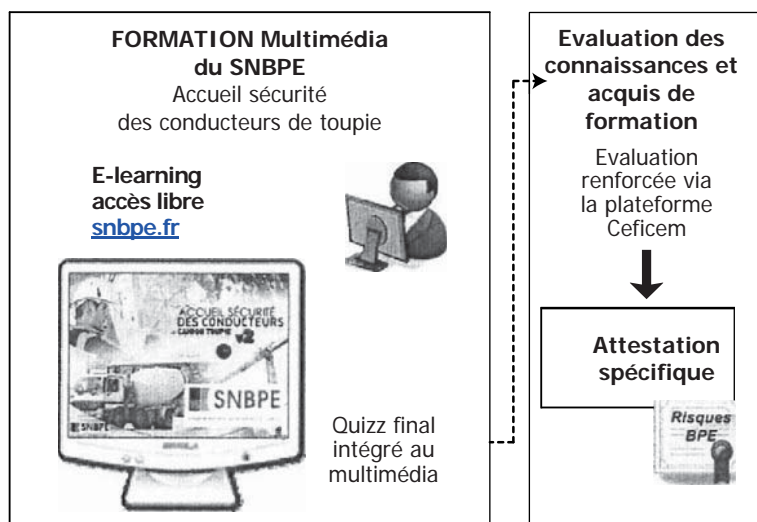 FORMATION Multimédia
du SNBPE
Accueil sécurité
des conducteurs de toupie
E-learning
accès libre
snbpe.fr
ACCUEIL SÉCURITÉ
DES CONDUCTEURS
CAMION TOUPIE v2
SNBPE
SNBPE
Quizz final
intégré au
multimédia
Evaluation des
connaissances et
acquis de
formation
Evaluation
renforcée via
la plateforme
Ceficem
Attestation
spécifique
Risques
BPE